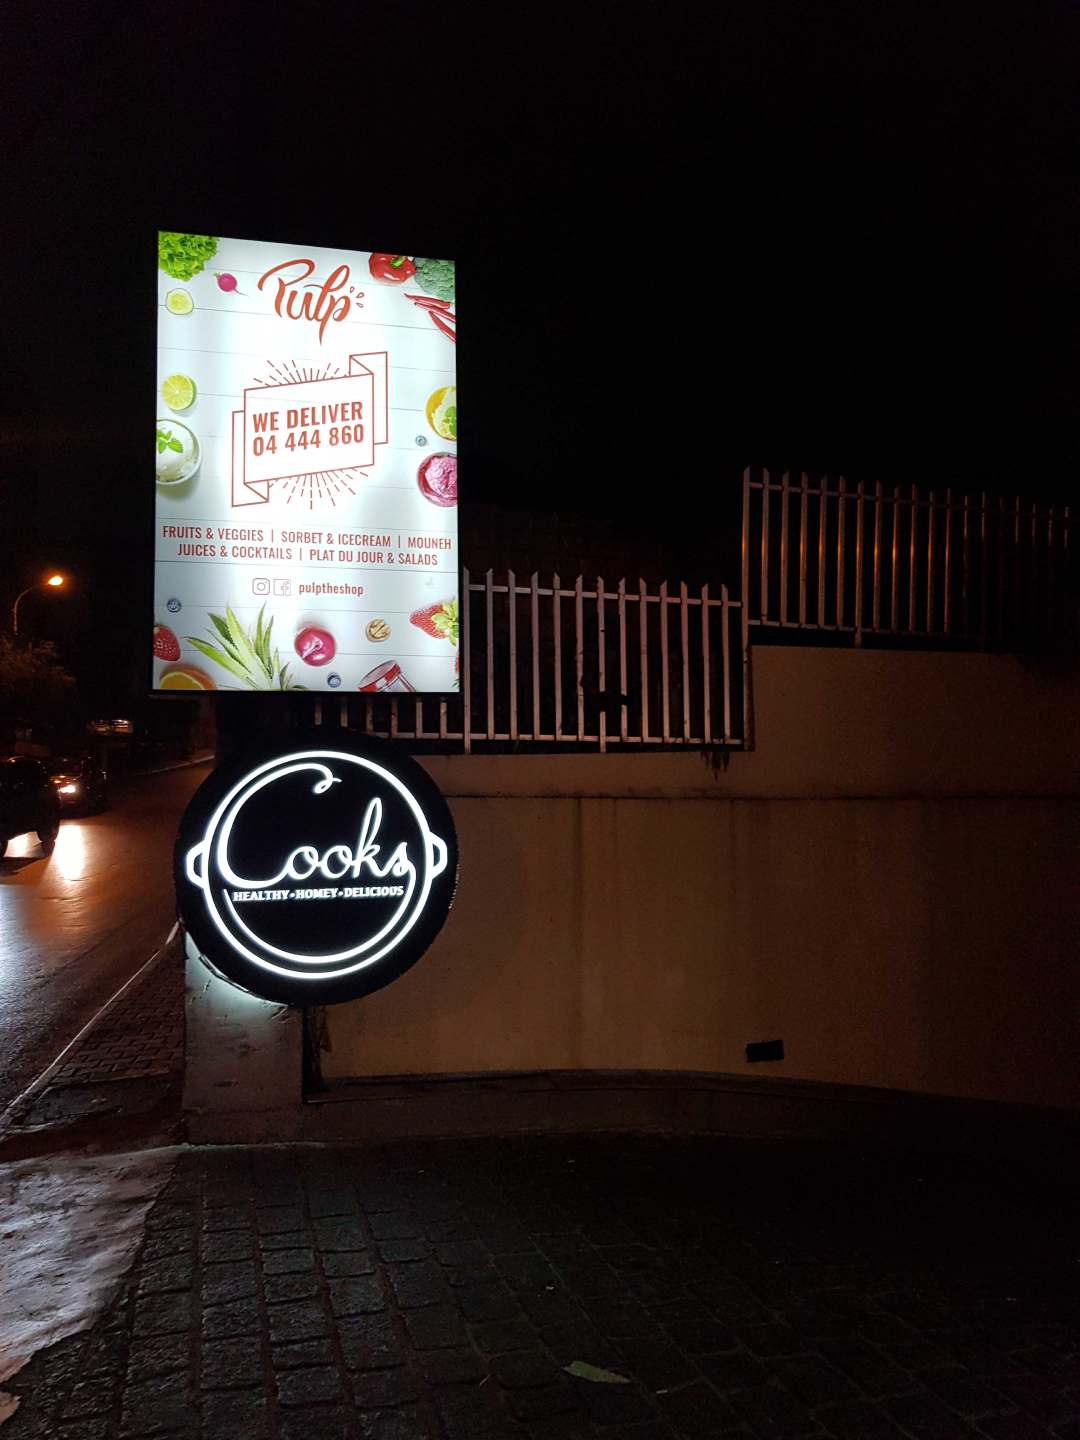 Pulp
WE DELIVER
04 444 860
FRUITS & VEGGIES | SORBET & ICECREAM | MOUNEH
JUICES & COCKTAILS | PLAT DU JOUR & SALADS
pulptheshop
Cooks
HEALTHY•HOMEY•DELICIOUS